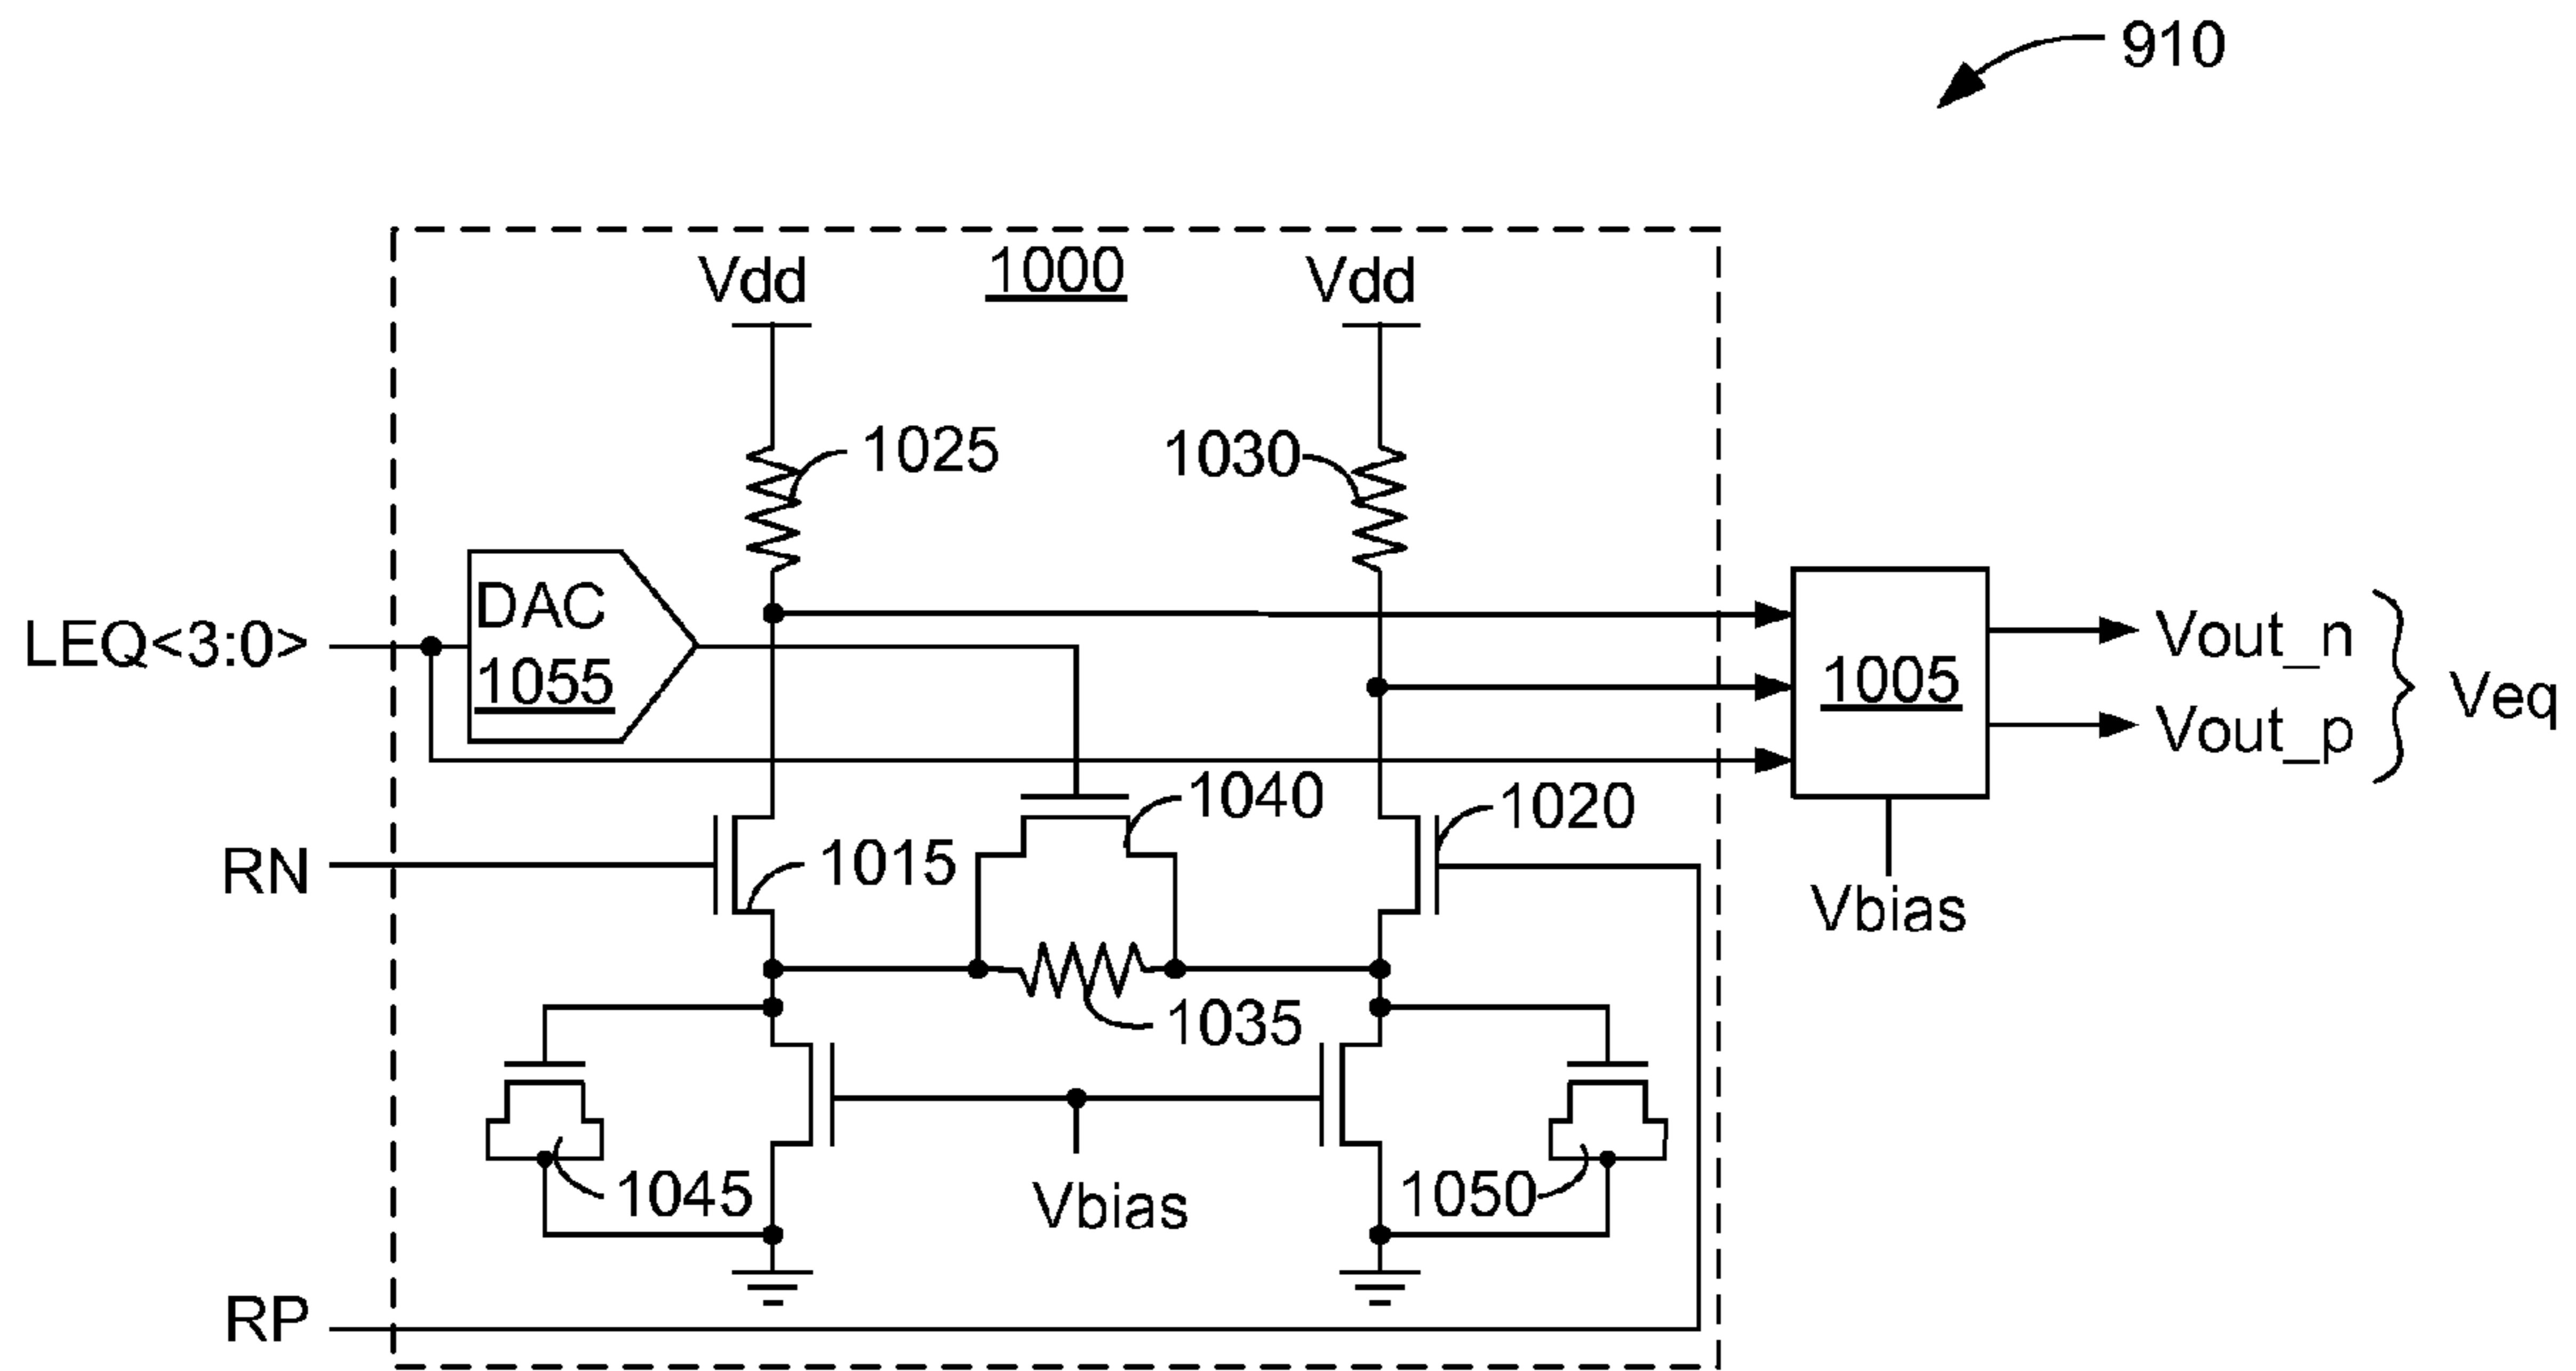 910
Vdd
1000
Vdd
1025
1030
DAC
1055
LEQ<3:0>
1005
Vout_n
Vout_p
Veq
1040
1020
RN
1015
Vbias
1035
1045
Vbias
1050
RP